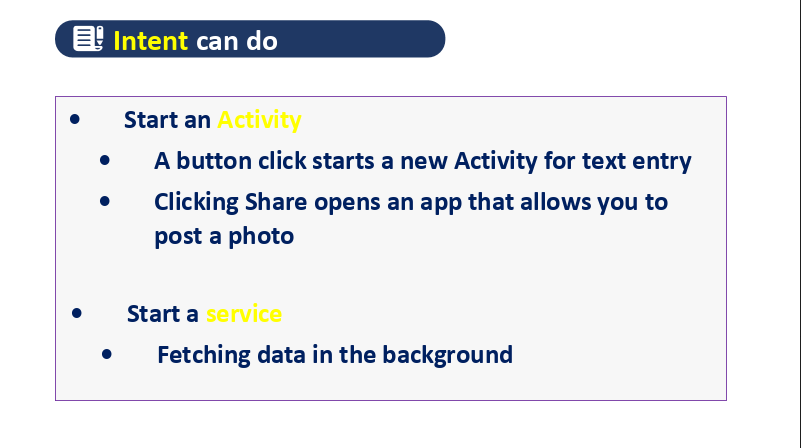 Intent can do
• Start an Activity
• A button click starts a new Activity for text entry
• Clicking Share opens an app that allows you to
post a photo
• Start a service
• Fetching data in the background